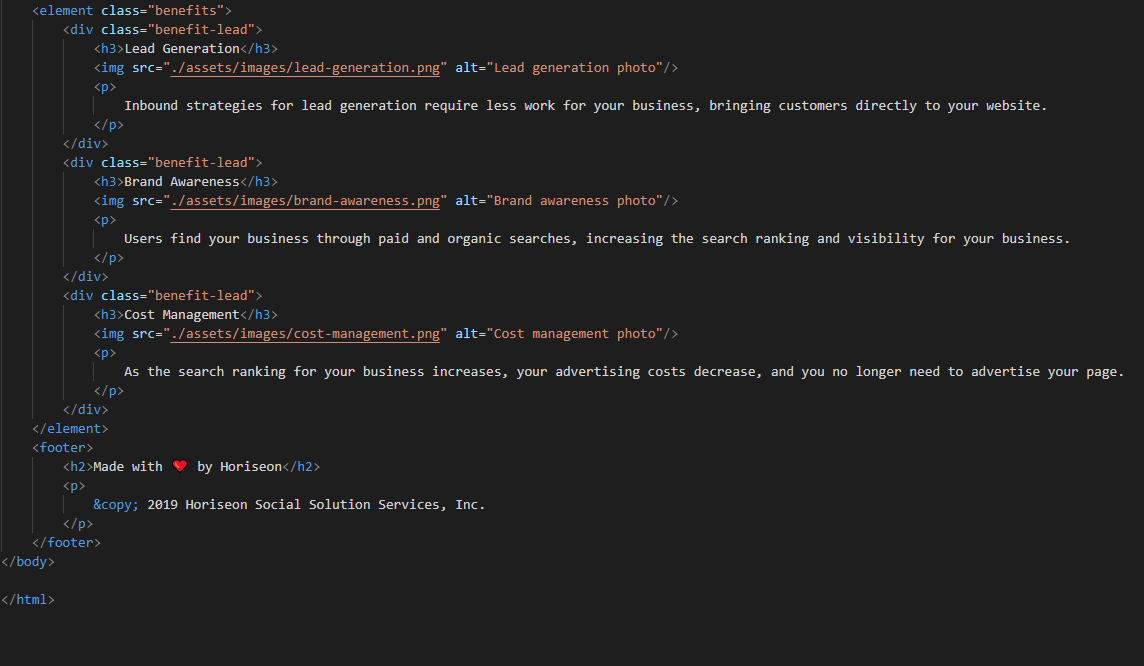 <element class="benefits">
<div class="benefit-lead">
<h3>Lead Generation</h3>
<img src="./assets/images/lead-generation.png" alt="Lead generation photo"/>
<p>
Inbound strategies for lead generation require less work for your business, bringing customers directly to your website.
</p>
</div>
<div class="benefit-lead">
<h3>Brand Awareness</h3>
<img src="./assets/images/brand-awareness.png" alt="Brand awareness photo"/>
<p>
Users find your business through paid and organic searches, increasing the search ranking and visibility for your business.
</p>
</div>
<div class="benefit-lead">
<h3>Cost Management</h3>
<img src="./assets/images/cost-management.png" alt="Cost management photo"/>
<p>
As the search ranking for your business increases, your advertising costs decrease, and you no longer need to advertise your page.
</p>
</div>
</element>
<footer>
<h2>Made with ❤️ by Horiseon</h2>
<p>
&copy; 2019 Horiseon Social Solution Services, Inc.
</p>
</footer>
</body>
</html>